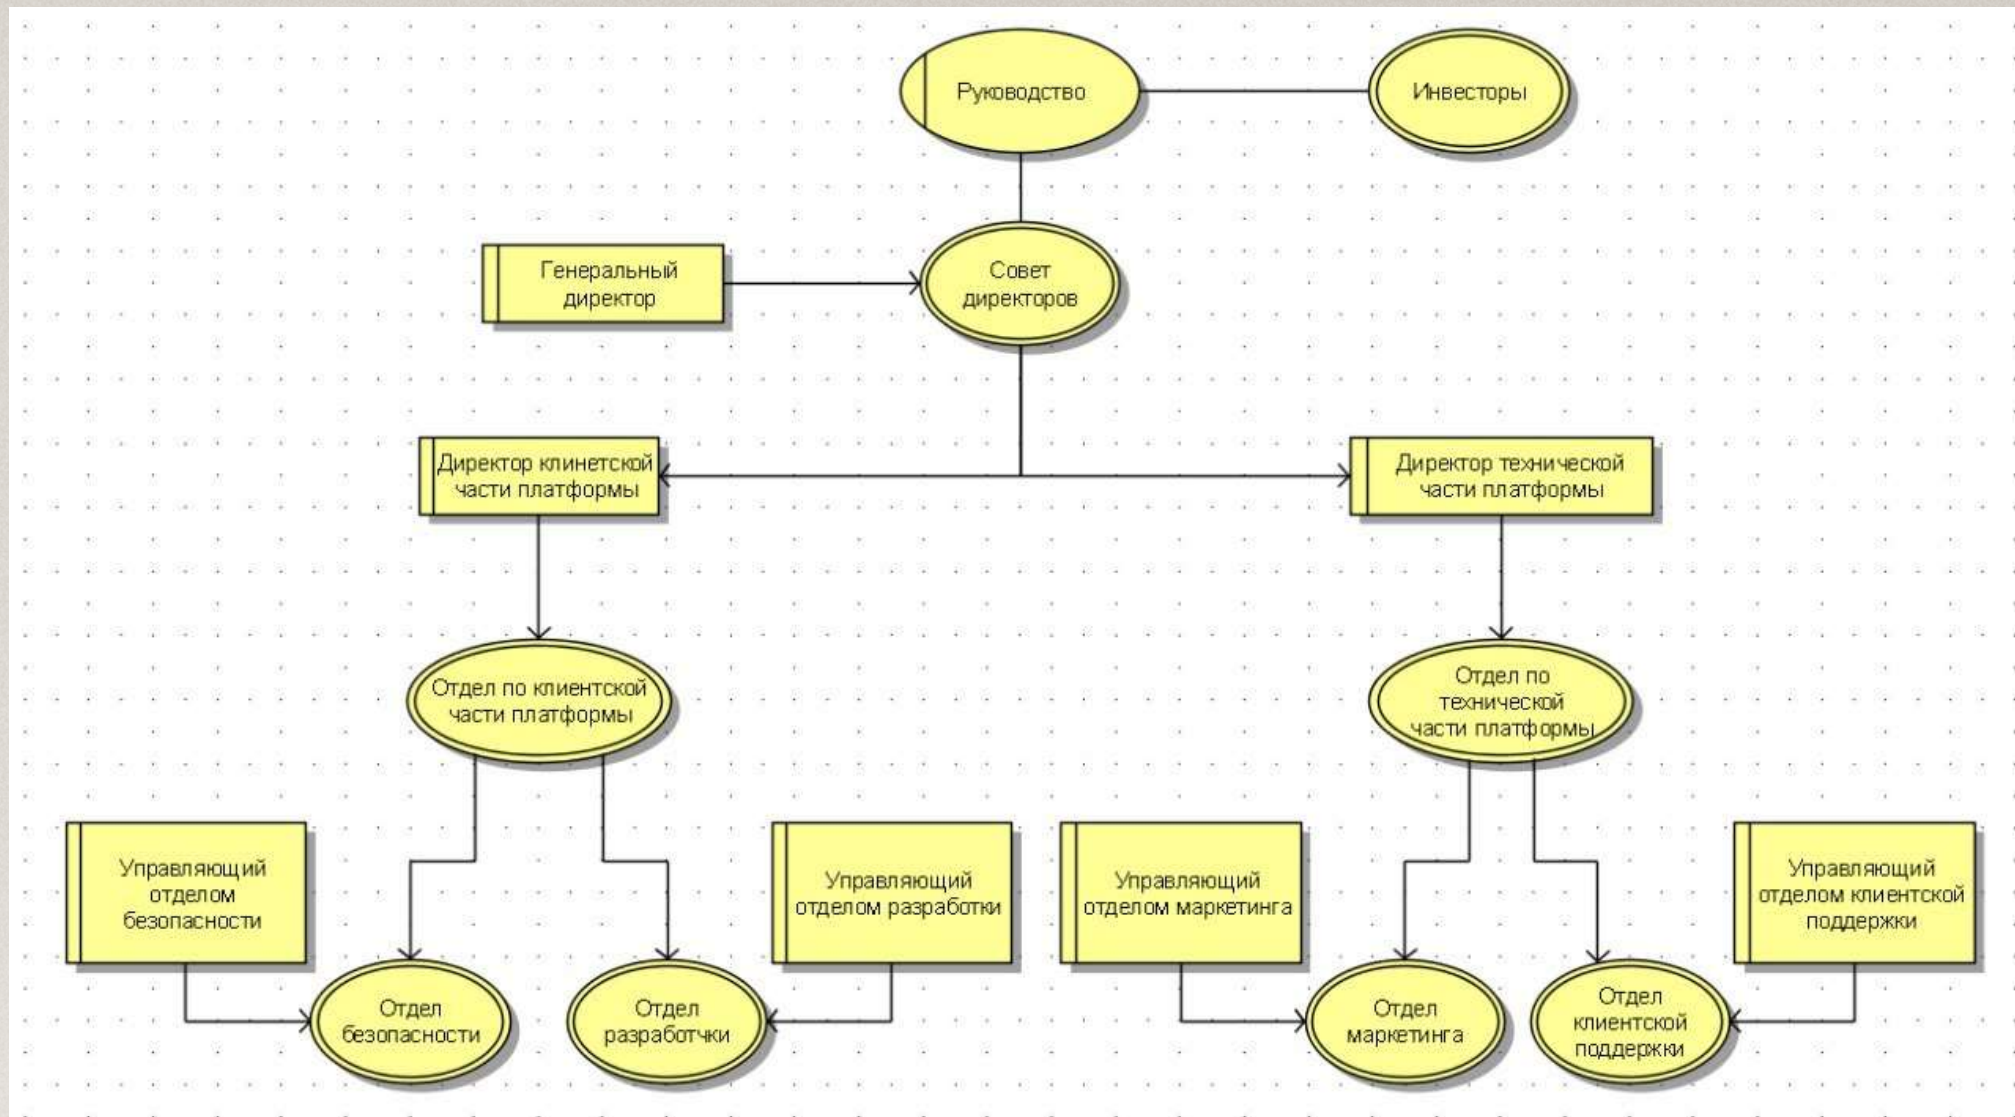 Руководство
Инвесторы
Генеральный
директор
Совет
директоров
Директор клинетской
части платформы
Директор технической
части платформы
Отдел по клиентской
части платформы
Отдел по
технической
части платформы
Управляющий
отделом
безопасности
Управляющий
отделом разработки
Управляющий
отделом маркетинга
Управляющий
отделом клиентской
поддержки
Отдел
безопасности
Отдел
разработчки
Отдел
маркетинга
Отдел
клиентской
поддержки